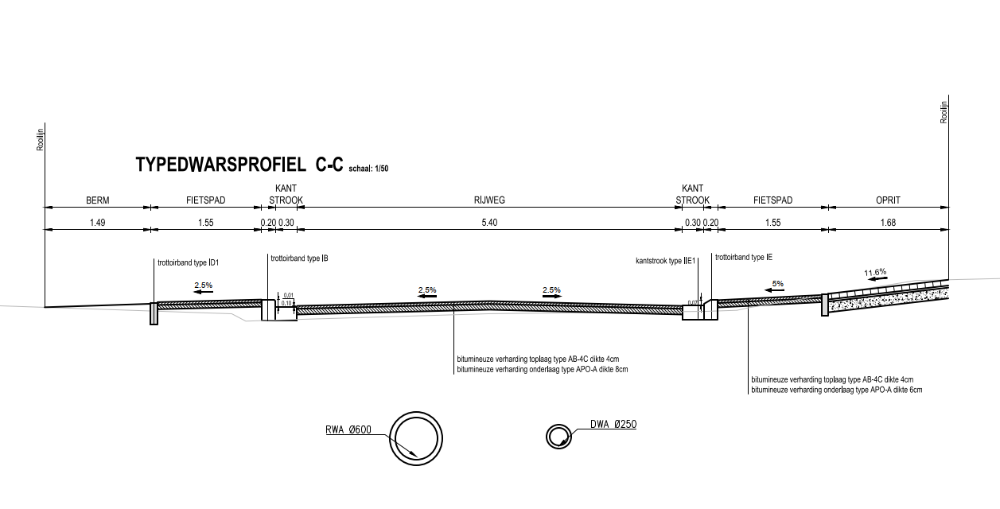 Rooilijn
Rooilijn
TYPEDWARSPROFIEL C-C schaal: 1/50
BERM
FIETSPAD
KANT
STROOK
RIJWEG
KANT
STROOK
FIETSPAD
OPRIT
1.49
1.55
0.20
0.30
5.40
0.30
0.20
1.55
1.68
trottoirband type ID1
trottoirband type IB
kantstrook type IIE1
trottoirband type IE
2.5%
0.01
0.10
2.5%
2.5%
0.07
5%
11.6%
bitumineuze verharding toplaag type AB-4C dikte 4cm
bitumineuze verharding onderlaag type APO-A dikte 8cm
bitumineuze verharding toplaag type AB-4C dikte 4cm
bitumineuze verharding onderlaag type APO-A dikte 6cm
RWA Ø600
DWA Ø250